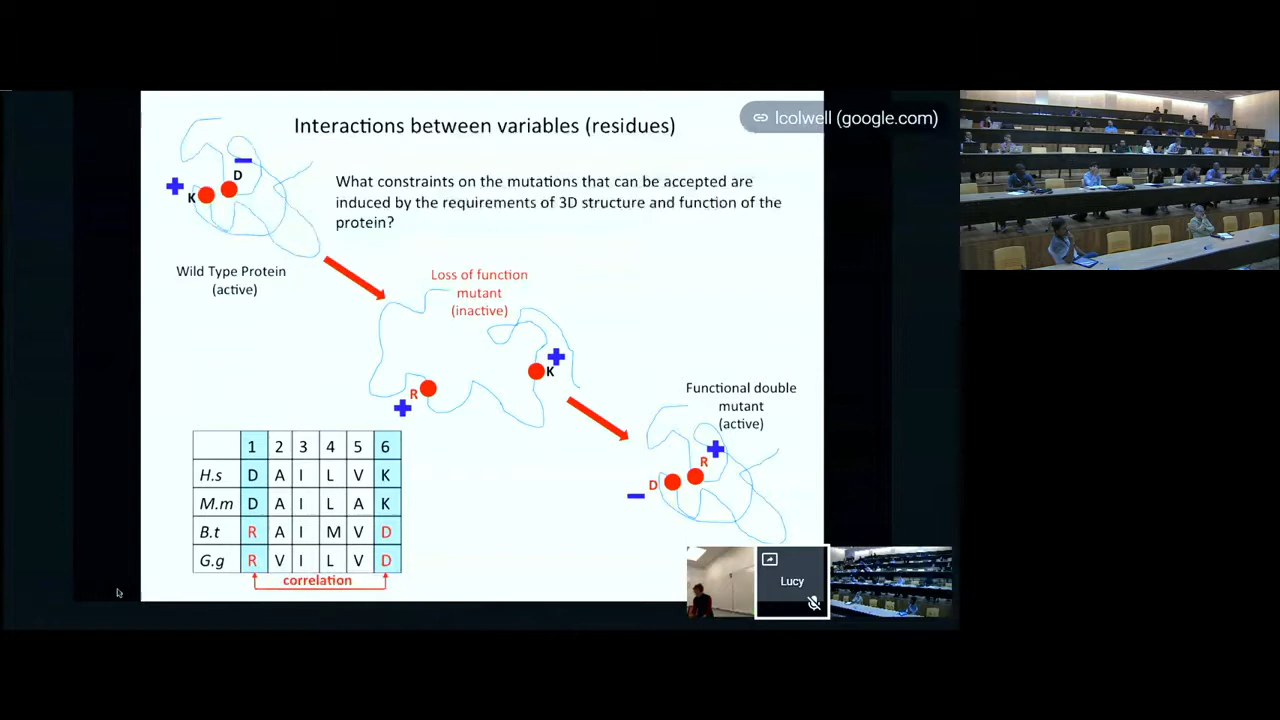 Interactions between variables (residues)
lcolwell (google.com)
What constraints on the mutations that can be accepted are
induced by the requirements of 3D structure and function of the
protein?
+ K D −
Wild Type Protein
(active)
Loss of function
mutant
(inactive)
R +
+ K
Functional double
mutant
(active)
− D R +
1 2 3 4 5 6
H.s D A I L V K
M.m D A I L A K
B.t R A I M V D
G.g R V I L V D
correlation
Lucy